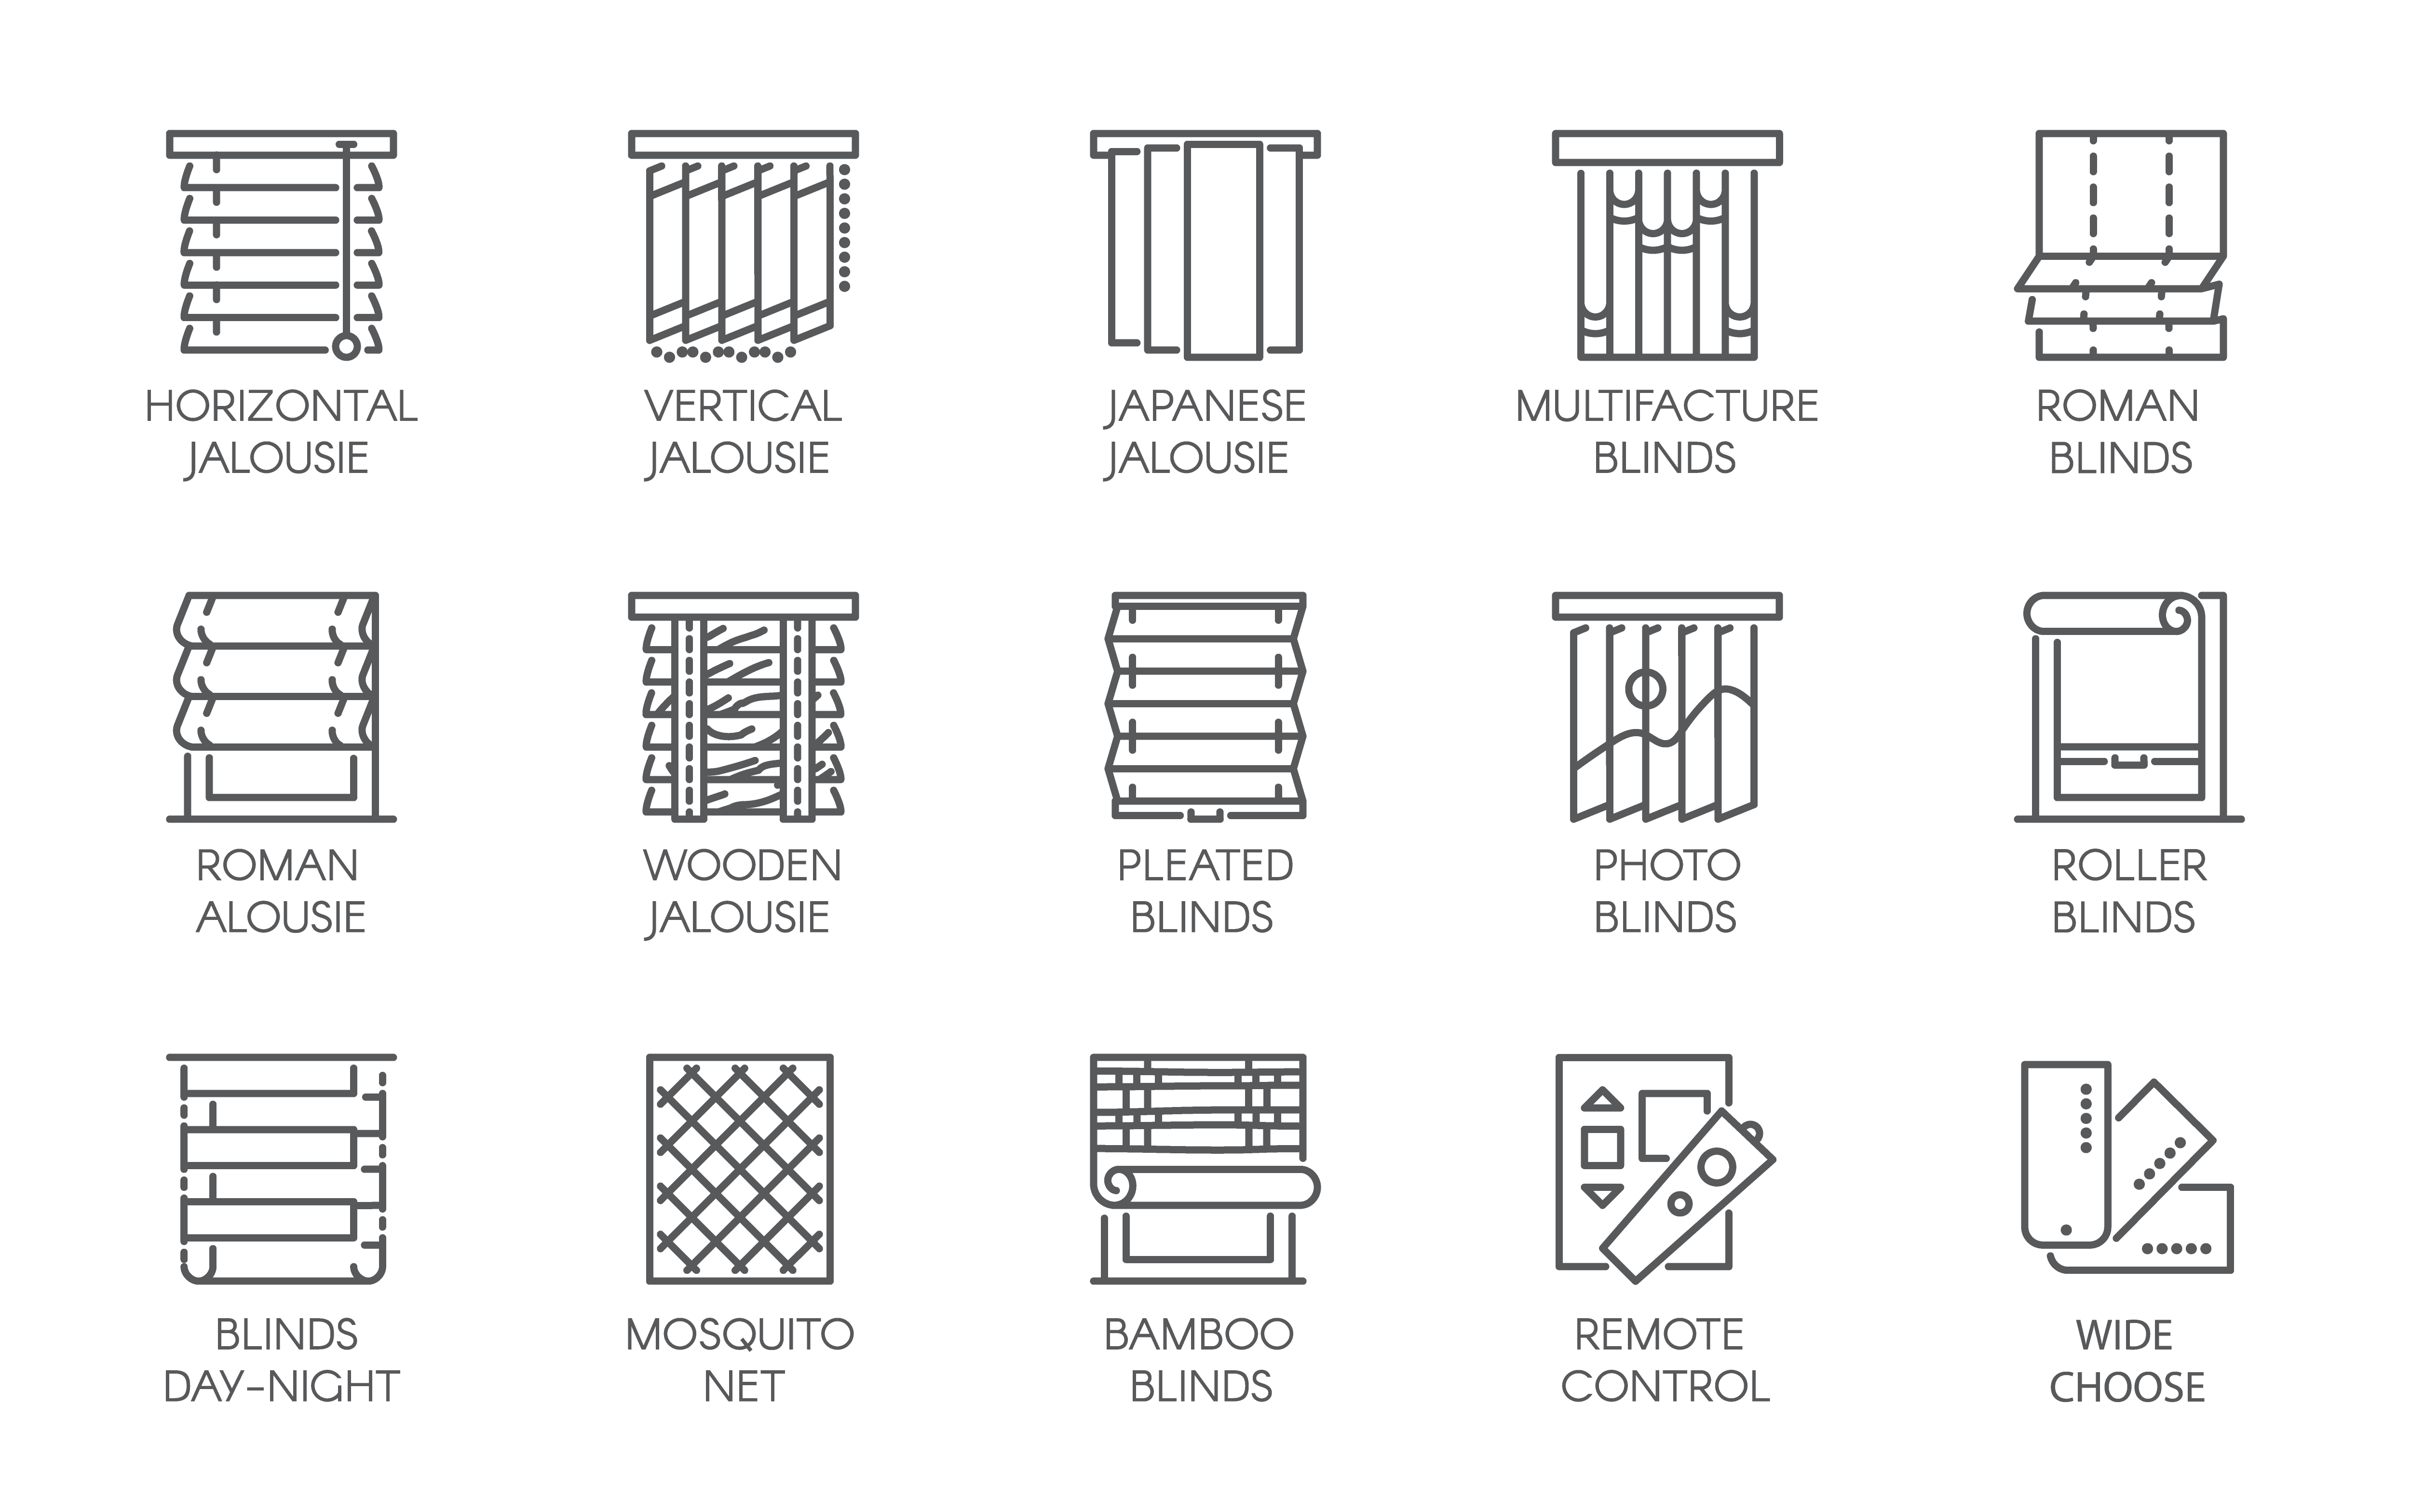 HORIZONTAL
JALOUSIE
VERTICAL
JALOUSIE
JAPANESE
JALOUSIE
MULTIFACTURE
BLINDS
ROMAN
BLINDS
ROMAN
ALOUSIE
WOODEN
JALOUSIE
PLEATED
BLINDS
PHOTO
BLINDS
ROLLER
BLINDS
BLINDS
DAY-NIGHT
MOSQUITO
NET
BAMBOO
BLINDS
REMOTE
CONTROL
WIDE
CHOOSE